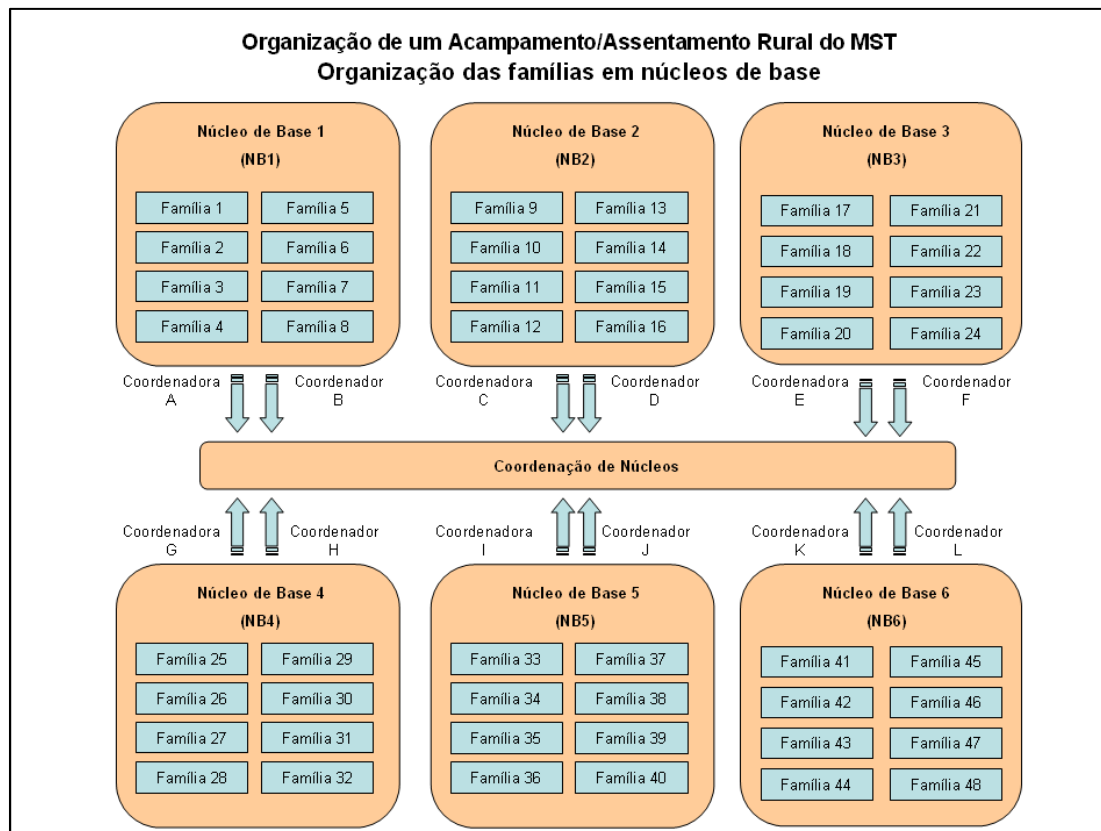 Organização de um Acampamento/Assentamento Rural do MST
Organização das famílias em núcleos de base
Núcleo de Base 1
(NB1)
Família 1
Família 5
Família 2
Família 6
Família 3
Família 7
Família 4
Família 8
Núcleo de Base 2
(NB2)
Família 9
Família 13
Família 10
Família 14
Família 11
Família 15
Família 12
Família 16
Núcleo de Base 3
(NB3)
Família 17
Família 21
Família 18
Família 22
Família 19
Família 23
Família 20
Família 24
Coordenadora
A
Coordenador
B
Coordenadora
C
Coordenador
D
Coordenadora
E
Coordenador
F
Coordenação de Núcleos
Coordenadora
G
Coordenador
H
Coordenadora
I
Coordenador
J
Coordenadora
K
Coordenador
L
Núcleo de Base 4
(NB4)
Família 25
Família 29
Família 26
Família 30
Família 27
Família 31
Família 28
Família 32
Núcleo de Base 5
(NB5)
Família 33
Família 37
Família 34
Família 38
Família 35
Família 39
Família 36
Família 40
Núcleo de Base 6
(NB6)
Família 41
Família 45
Família 42
Família 46
Família 43
Família 47
Família 44
Família 48